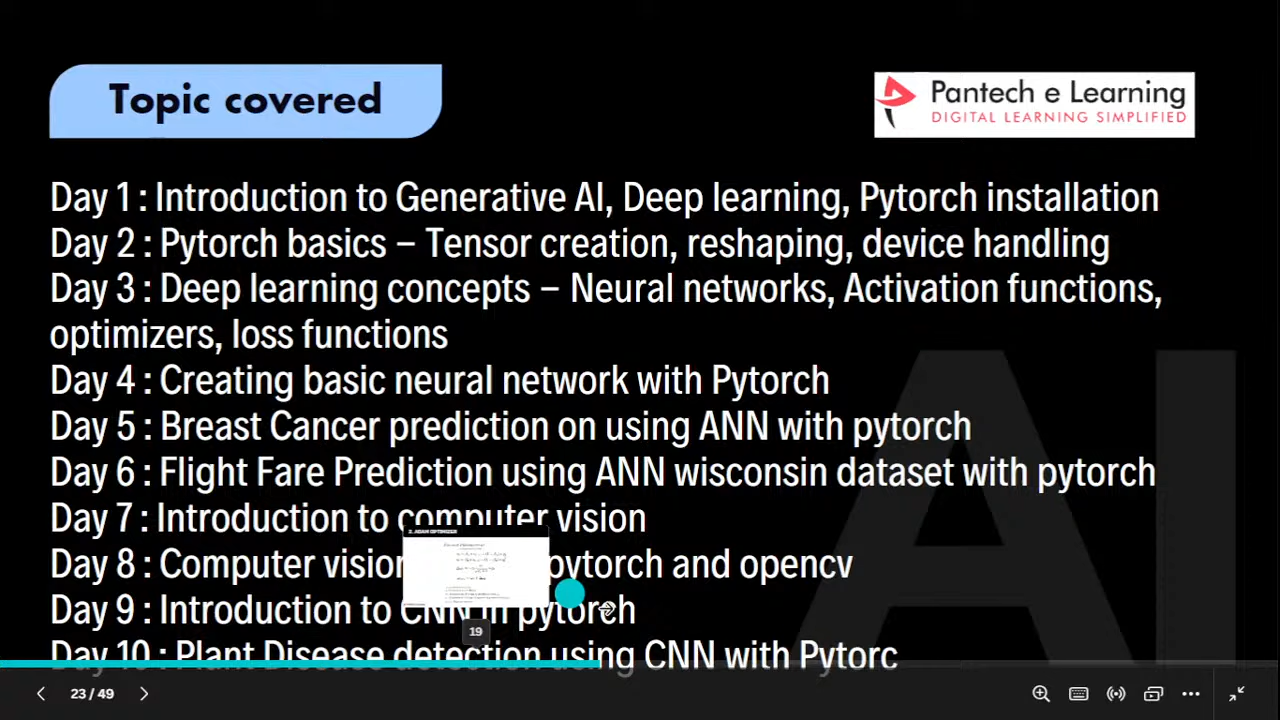 Topic covered
Pantech e Learning
DIGITAL LEARNING SIMPLIFIED
Day 1 : Introduction to Generative AI, Deep learning, Pytorch installation
Day 2 : Pytorch basics – Tensor creation, reshaping, device handling
Day 3 : Deep learning concepts – Neural networks, Activation functions,
optimizers, loss functions
Day 4 : Creating basic neural network with Pytorch
Day 5 : Breast Cancer prediction on using ANN with pytorch
Day 6 : Flight Fare Prediction using ANN wisconsin dataset with pytorch
Day 7 : Introduction to computer vision
Day 8 : Computer vision pytorch and opencv
2. ADAM OPTIMIZER
Day 9 : Introduction to CNN in pytorch
19
Day 10 : Plant Disease detection using CNN with Pytorc
AI
23 / 49